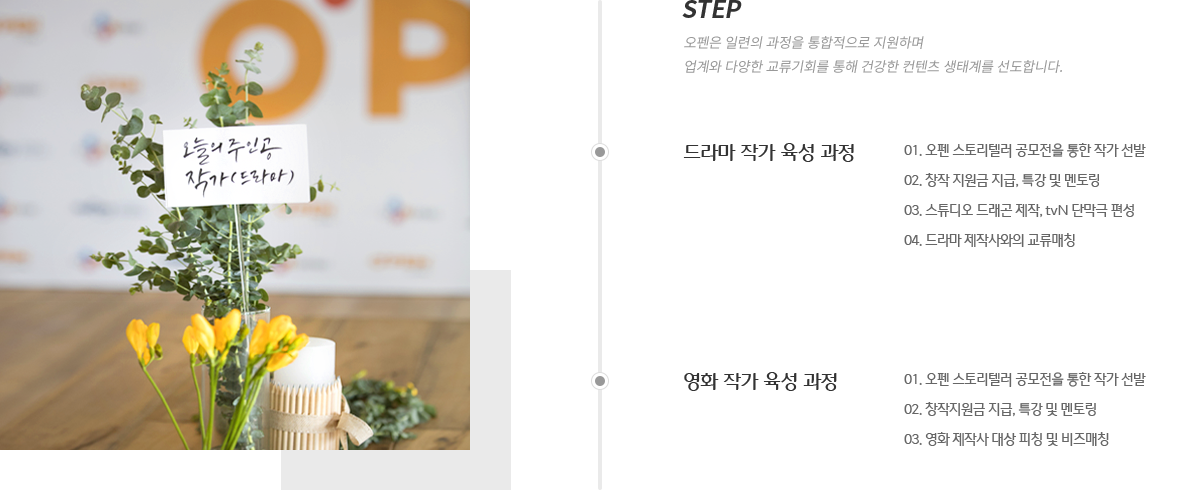 O'P
오늘의 주인공
작가(드라마)
STEP
오펜은 일련의 과정을 통합적으로 지원하며
업계와 다양한 교류기회를 통해 건강한 컨텐츠 생태계를 선도합니다.
드라마 작가 육성 과정
01. 오펜 스토리텔러 공모전을 통한 작가 선발
02. 창작 지원금 지급, 특강 및 멘토링
03. 스튜디오 드래곤 제작, tvN 단막극 편성
04. 드라마 제작사와의 교류매칭
영화 작가 육성 과정
01. 오펜 스토리텔러 공모전을 통한 작가 선발
02. 창작지원금 지급, 특강 및 멘토링
03. 영화 제작사 대상 피칭 및 비즈매칭